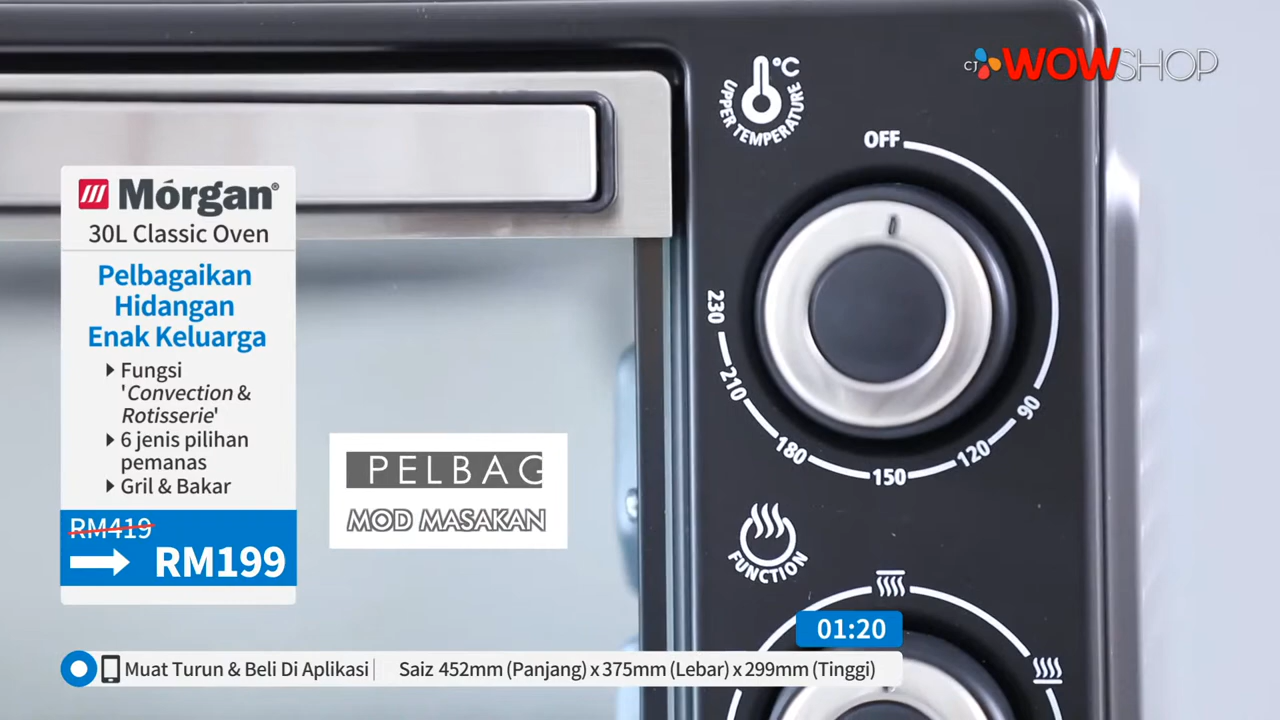 CJ WOWSHOP
°C
UPPER TEMPERATURE
OFF
90
120
150
180
210
230
FUNCTION
Mórgan®
30L Classic Oven
Pelbagaikan
Hidangan
Enak Keluarga
Fungsi
'Convection &
Rotisserie'
6 jenis pilihan
pemanas
Gril & Bakar
RM419
RM199
PELBAG
MOD MASAKAN
01:20
Muat Turun & Beli Di Aplikasi
Saiz 452mm (Panjang) x 375mm (Lebar) x 299mm (Tinggi)